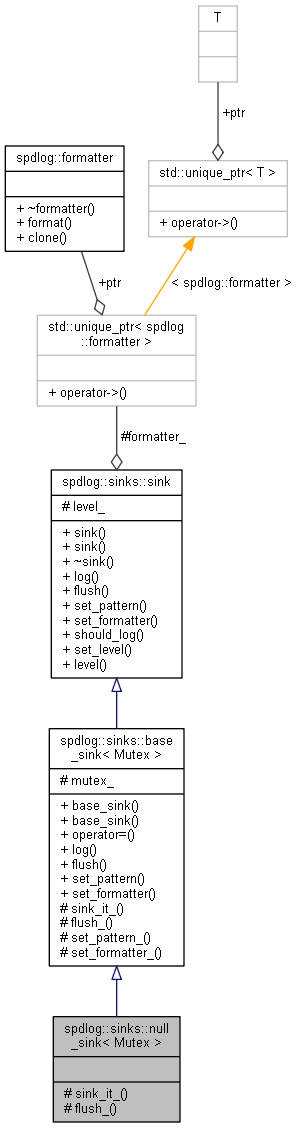 T
+ptr
spdlog::formatter
+ ~formatter()
+ format()
+ clone()
std::unique_ptr< T >
+ operator->()
+ptr
< spdlog::formatter >
std::unique_ptr< spdlog
::formatter >
+ operator->()
#formatter_
spdlog::sinks::sink
# level_
+ sink()
+ sink()
+ ~sink()
+ log()
+ flush()
+ set_pattern()
+ set_formatter()
+ should_log()
+ set_level()
+ level()
spdlog::sinks::base
_sink< Mutex >
# mutex_
+ base_sink()
+ base_sink()
+ operator=()
+ log()
+ flush()
+ set_pattern()
+ set_formatter()
# sink_it_()
# flush_()
# set_pattern_()
# set_formatter_()
spdlog::sinks::null
_sink< Mutex >
# sink_it_()
# flush_()